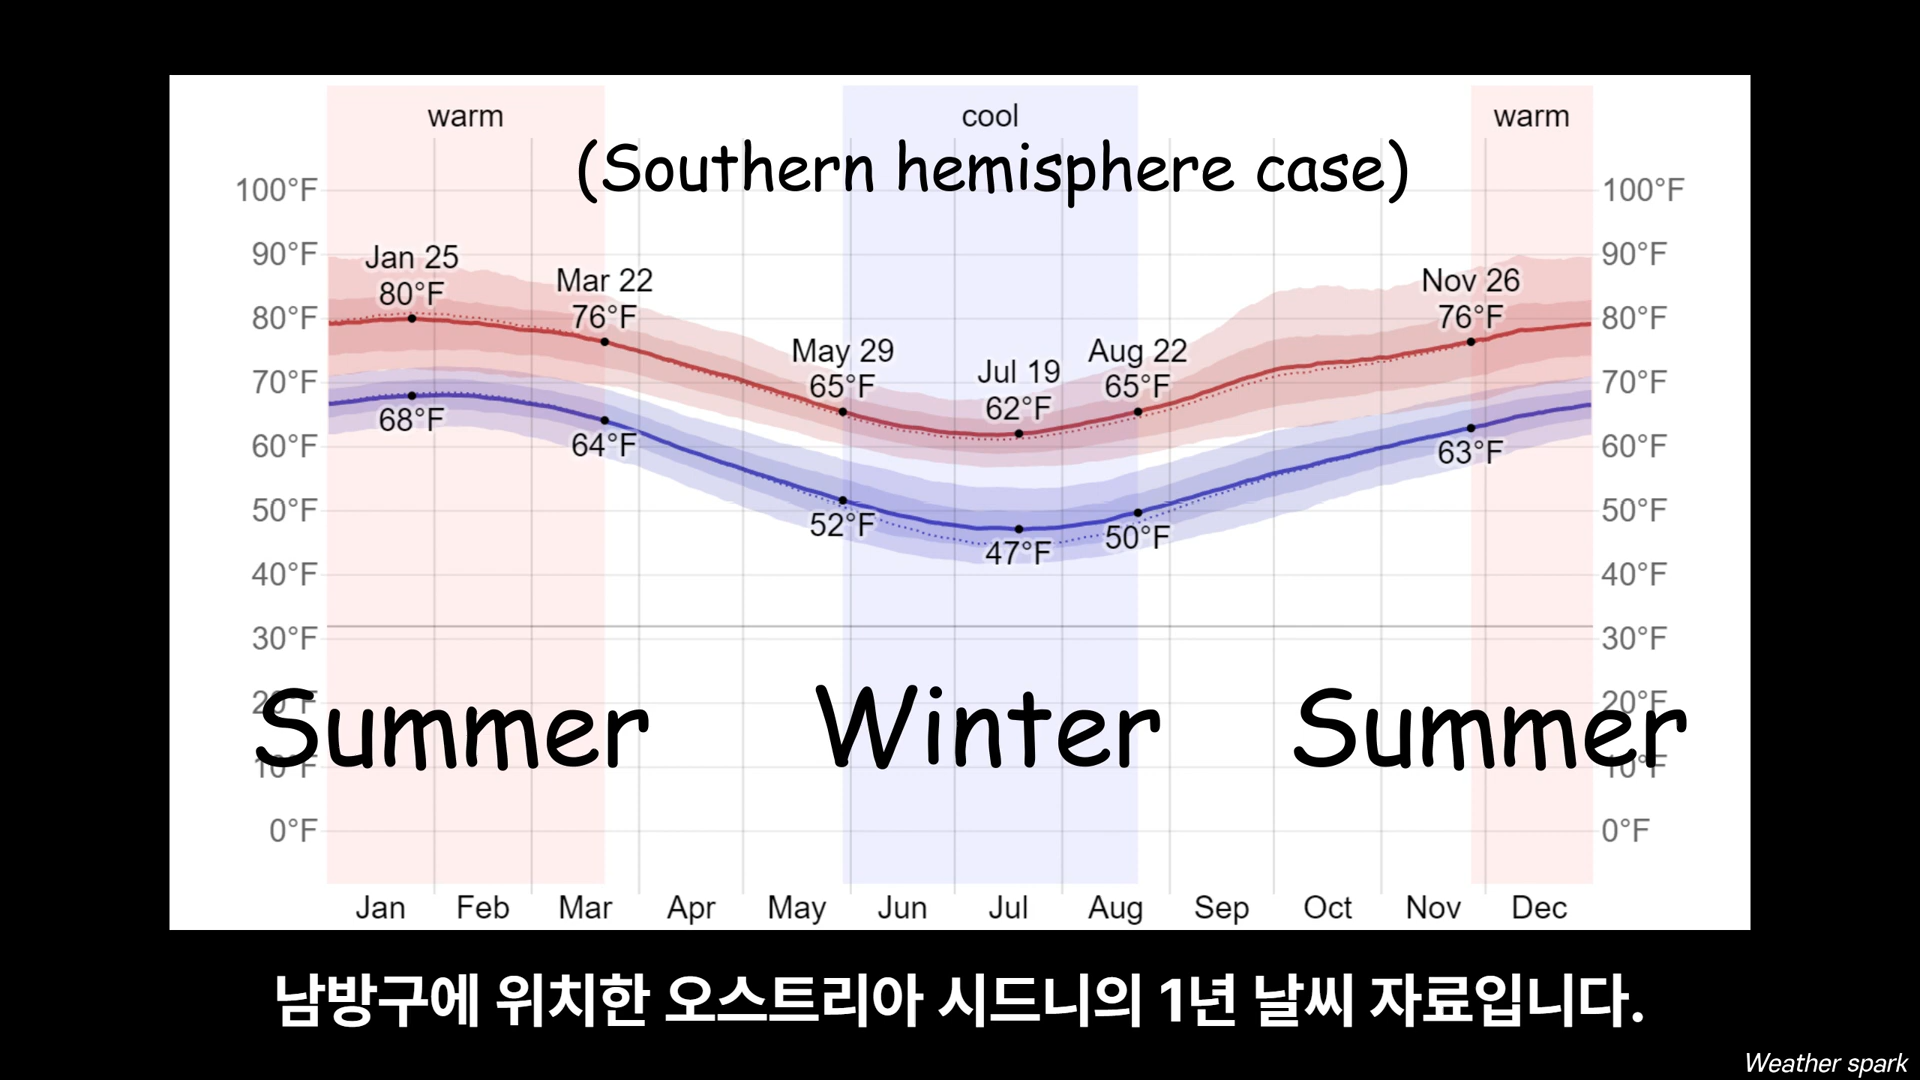 warm cool warm
(Southern hemisphere case)
100°F 100°F
90°F 90°F
Jan 25
80°F
Mar 22
76°F
Nov 26
76°F
80°F 80°F
May 29
65°F
Jul 19
62°F
Aug 22
65°F
70°F 70°F
68°F
64°F
63°F
60°F 60°F
52°F
47°F
50°F
50°F 50°F
40°F 40°F
30°F 30°F
20°F 20°F
Summer Winter Summer
10°F 10°F
0°F 0°F
Jan Feb Mar Apr May Jun Jul Aug Sep Oct Nov Dec
남방구에 위치한 오스트리아 시드니의 1년 날씨 자료입니다.
Weather spark